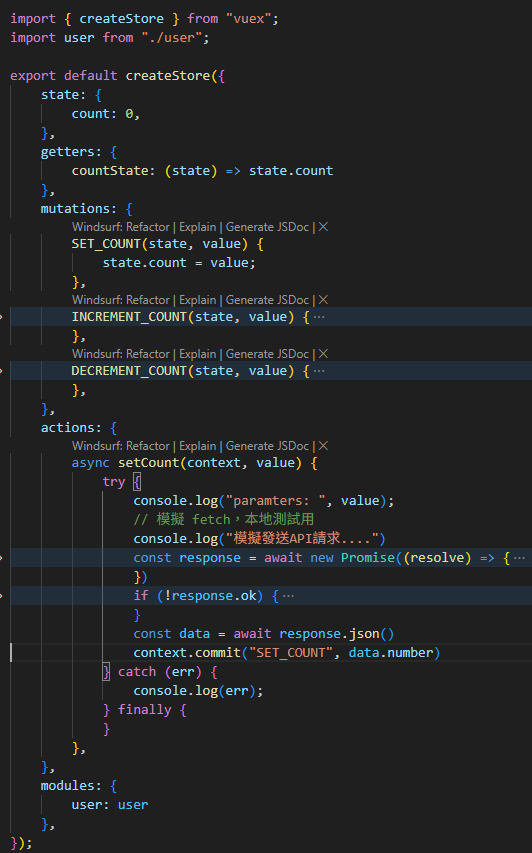 import { createStore } from "vuex";
import user from "./user";
export default createStore({
state: {
count: 0,
},
getters: {
countState: (state) => state.count
},
mutations: {
Windsurf: Refactor | Explain | Generate JSDoc | ×
SET_COUNT(state, value) {
state.count = value;
},
Windsurf: Refactor | Explain | Generate JSDoc | ×
INCREMENT_COUNT(state, value) { ⋯
},
Windsurf: Refactor | Explain | Generate JSDoc | ×
DECREMENT_COUNT(state, value) { ⋯
},
},
actions: {
Windsurf: Refactor | Explain | Generate JSDoc | ×
async setCount(context, value) {
try {
console.log("paramters: ", value);
// 模擬 fetch，本地測試用
console.log("模擬發送API請求....")
const response = await new Promise((resolve) => { ⋯
})
if (!response.ok) { ⋯
}
const data = await response.json()
context.commit("SET_COUNT", data.number)
} catch (err) {
console.log(err);
} finally {
}
},
},
modules: {
user: user
},
});